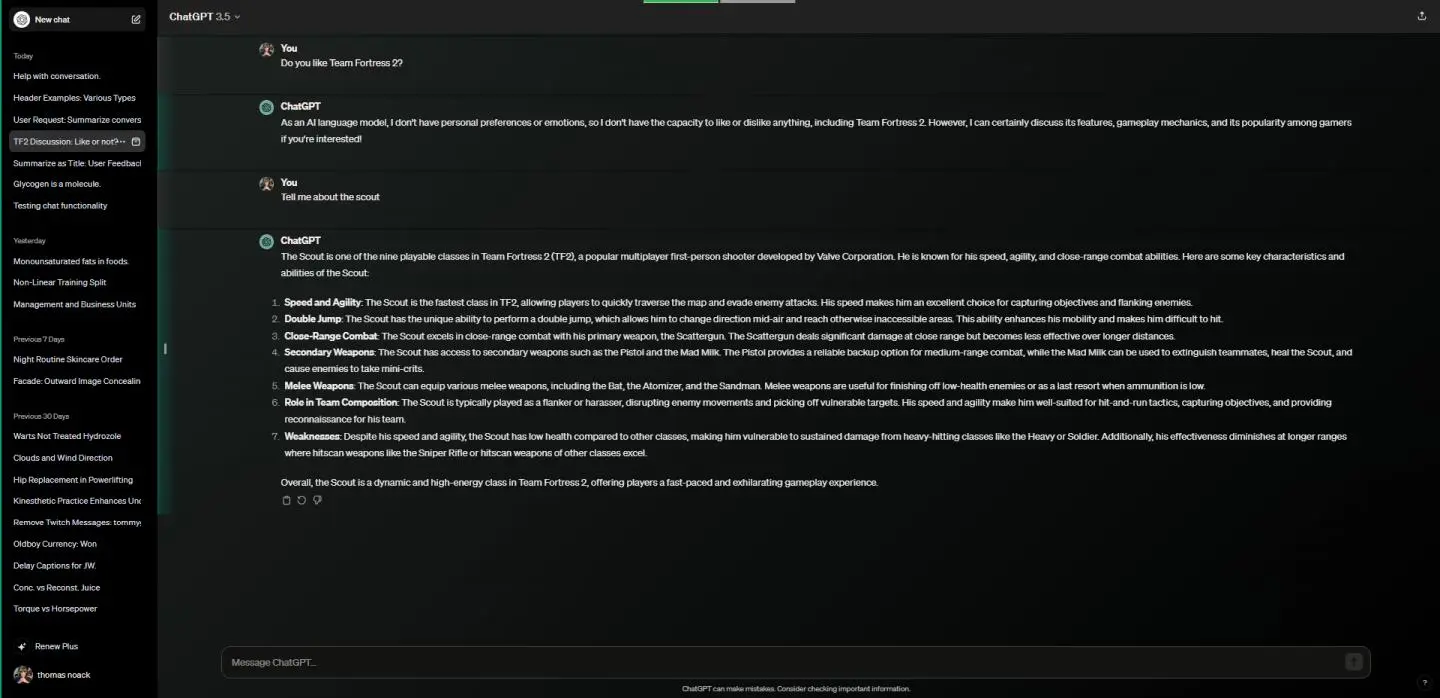 New chat
Today
Help with conversation.
Header Examples: Various Types
User Request: Summarize convers
TF2 Discussion: Like or not?
Summarize as Title: User Feedbacl
Glycogen is a molecule.
Testing chat functionality
Yesterday
Monounsaturated fats in foods.
Non-Linear Training Split
Management and Business Units
Previous 7 Days
Night Routine Skincare Order
Facade: Outward Image Concealin
Previous 30 Days
Warts Not Treated Hydrozole
Clouds and Wind Direction
Hip Replacement in Powerlifting
Kinesthetic Practice Enhances Unc
Remove Twitch Messages: tommy
Oldboy Currency: Won
Delay Captions for JW.
Conc. vs Reconst. Juice
Torque vs Horsepower
Renew Plus
thomas noack
ChatGPT 3.5
You
Do you like Team Fortress 2?
ChatGPT
As an AI language model, I don't have personal preferences or emotions, so I don't have the capacity to like or dislike anything, including Team Fortress 2. However, I can certainly discuss its features, gameplay mechanics, and its popularity among gamers
if you're interested!
You
Tell me about the scout
ChatGPT
The Scout is one of the nine playable classes in Team Fortress 2 (TF2), a popular multiplayer first-person shooter developed by Valve Corporation. He is known for his speed, agility, and close-range combat abilities. Here are some key characteristics and
abilities of the Scout:
1. Speed and Agility: The Scout is the fastest class in TF2, allowing players to quickly traverse the map and evade enemy attacks. His speed makes him an excellent choice for capturing objectives and flanking enemies.
2. Double Jump: The Scout has the unique ability to perform a double jump, which allows him to change direction mid-air and reach otherwise inaccessible areas. This ability enhances his mobility and makes him difficult to hit.
3. Close-Range Combat: The Scout excels in close-range combat with his primary weapon, the Scattergun. The Scattergun deals significant damage at close range but becomes less effective over longer distances.
4. Secondary Weapons: The Scout has access to secondary weapons such as the Pistol and the Mad Milk. The Pistol provides a reliable backup option for medium-range combat, while the Mad Milk can be used to extinguish teammates, heal the Scout, and
cause enemies to take mini-crits.
5. Melee Weapons: The Scout can equip various melee weapons, including the Bat, the Atomizer, and the Sandman. Melee weapons are useful for finishing off low-health enemies or as a last resort when ammunition is low.
6. Role in Team Composition: The Scout is typically played as a flanker or harasser, disrupting enemy movements and picking off vulnerable targets. His speed and agility make him well-suited for hit-and-run tactics, capturing objectives, and providing
reconnaissance for his team.
7. Weaknesses: Despite his speed and agility, the Scout has low health compared to other classes, making him vulnerable to sustained damage from heavy-hitting classes like the Heavy or Soldier. Additionally, his effectiveness diminishes at longer ranges
where hitscan weapons like the Sniper Rifle or hitscan weapons of other classes excel.
Overall, the Scout is a dynamic and high-energy class in Team Fortress 2, offering players a fast-paced and exhilarating gameplay experience.
Message ChatGPT...
ChatGPT can make mistakes. Consider checking important information.
?